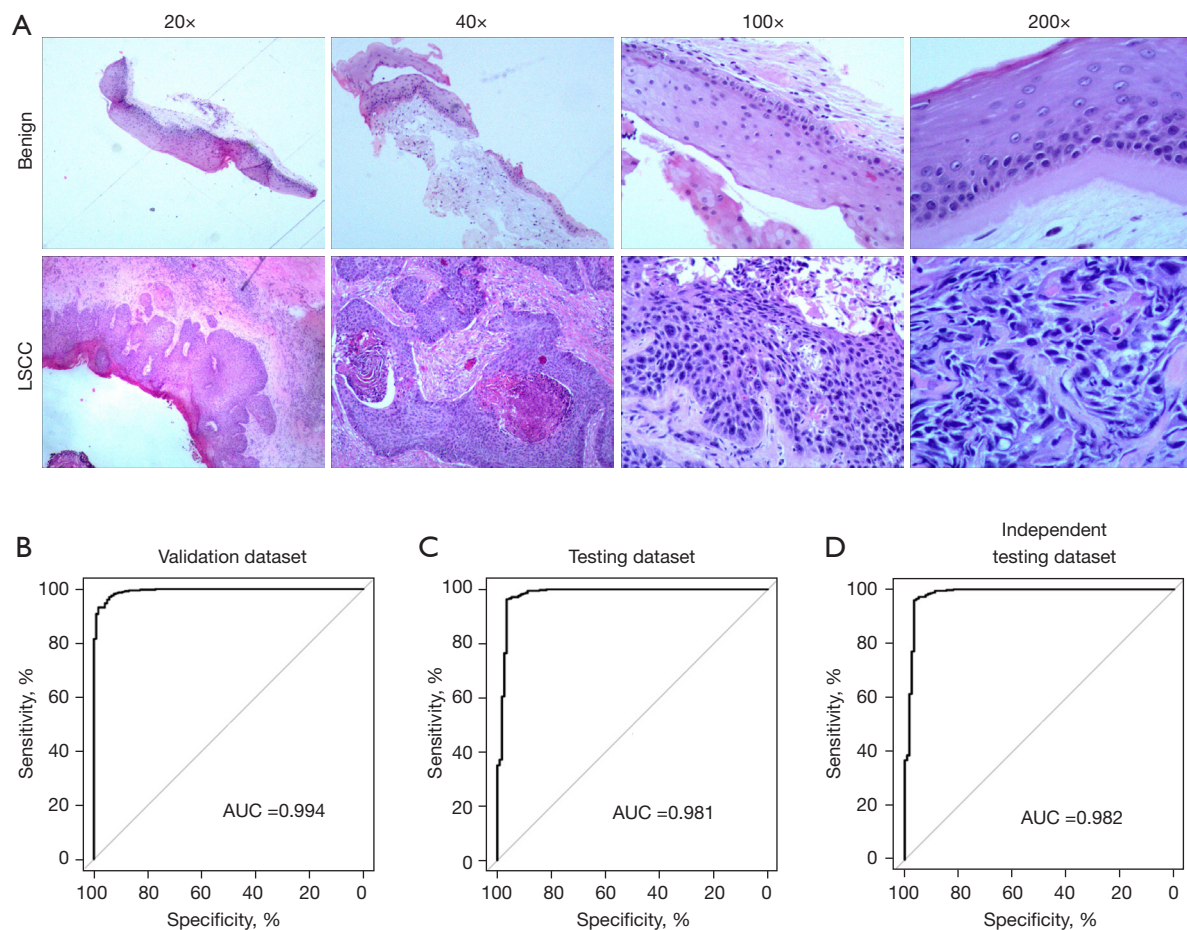 A
20×
40×
100×
200×
Benign
LSCC
B
Validation dataset
100
80
60
40
20
0
Sensitivity, %
AUC =0.994
100
80
60
40
20
0
Specificity, %
C
Testing dataset
100
80
60
40
20
0
Sensitivity, %
AUC =0.981
100
80
60
40
20
0
Specificity, %
D
Independent
testing dataset
100
80
60
40
20
0
Sensitivity, %
AUC =0.982
100
80
60
40
20
0
Specificity, %